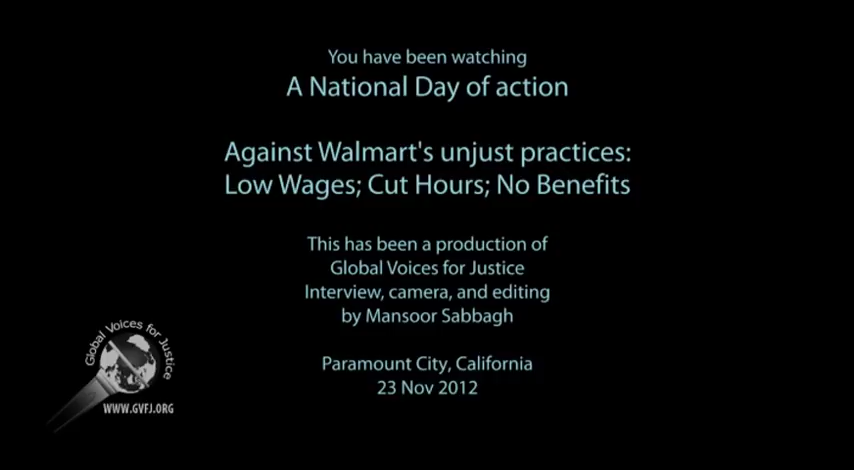 You have been watching
A National Day of action
Against Walmart's unjust practices:
Low Wages; Cut Hours; No Benefits
This has been a production of
Global Voices for Justice
Interview, camera, and editing
by Mansoor Sabbagh
Paramount City, California
23 Nov 2012
Global Voices for Justice
WWW.GVFJ.ORG